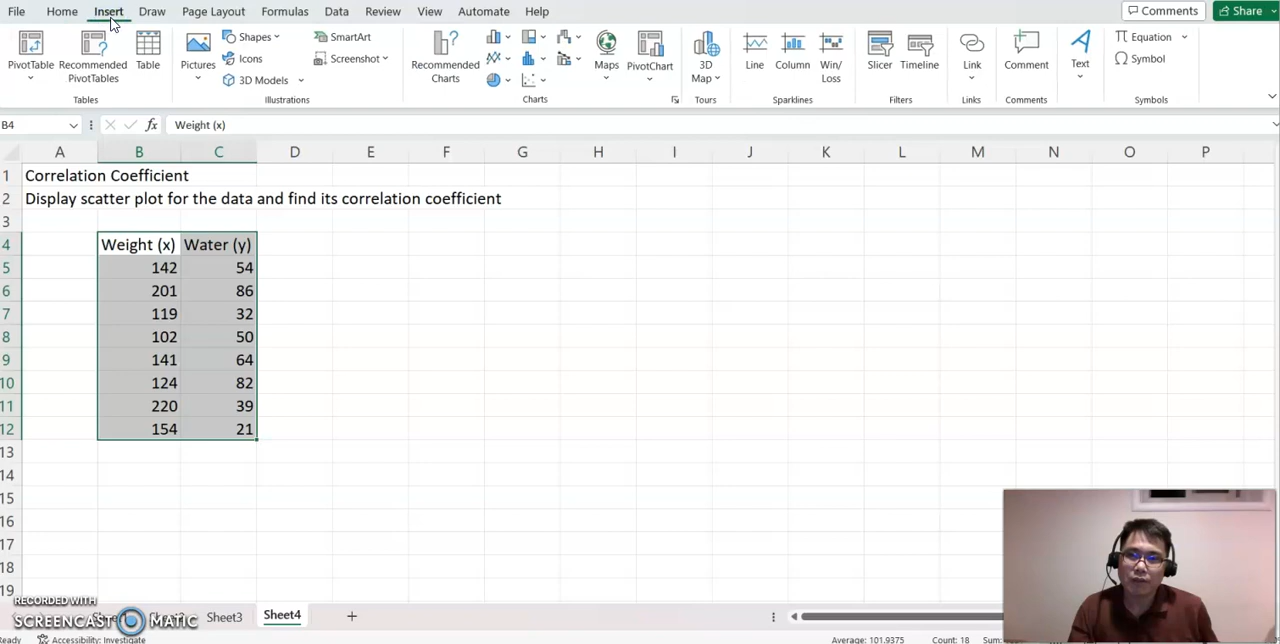 File Home Insert Draw Page Layout Formulas Data Review View Automate Help Comments Share
PivotTable Recommended PivotTables Table
Tables
Pictures Shapes Icons 3D Models SmartArt Screenshot
Illustrations
Recommended Charts Maps PivotChart
Charts
3D Map
Tours
Line Column Win/Loss
Sparklines
Slicer Timeline
Filters
Link
Links
Comment
Comments
Text
Equation Symbol
Symbols
B4 fx Weight (x)
A B C D E F G H I J K L M N O P
1 Correlation Coefficient
2 Display scatter plot for the data and find its correlation coefficient
3
4 Weight (x) Water (y)
5 142 54
6 201 86
7 119 32
8 102 50
9 141 64
10 124 82
11 220 39
12 154 21
13
14
15
16
17
18
19
RECORDED WITH
SCREENCAST MATIC
Sheet3 Sheet4 +
Accessibility: Investigate Average: 101.9375 Count: 18 Sum: